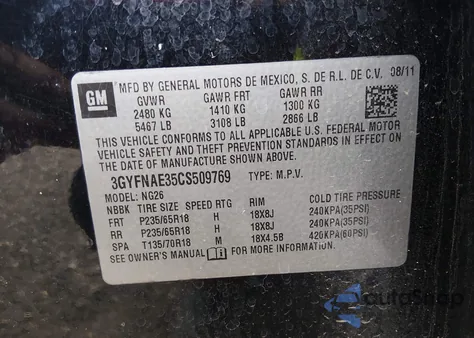 GM
MFD BY GENERAL MOTORS DE MEXICO, S. DE R.L. DE C.V. 08/11
GVWR GAWR FRT GAWR RR
2480 KG 1410 KG 1300 KG
5467 LB 3108 LB 2866 LB
THIS VEHICLE CONFORMS TO ALL APPLICABLE U.S. FEDERAL MOTOR
VEHICLE SAFETY AND THEFT PREVENTION STANDARDS IN EFFECT
ON THE DATE OF MANUFACTURE SHOWN ABOVE.
3GYFNAE35CS509769 TYPE: M.P.V.
MODEL: NG26
NBBK TIRE SIZE SPEED RTG RIM COLD TIRE PRESSURE
FRT P235/65R18 H 18X8J 240KPA(35PSI)
RR P235/65R18 H 18X8J 240KPA(35PSI)
SPA T135/70R18 M 18X4.5B 420KPA(60PSI)
SEE OWNER'S MANUAL FOR MORE INFORMATION.
AutoSnap